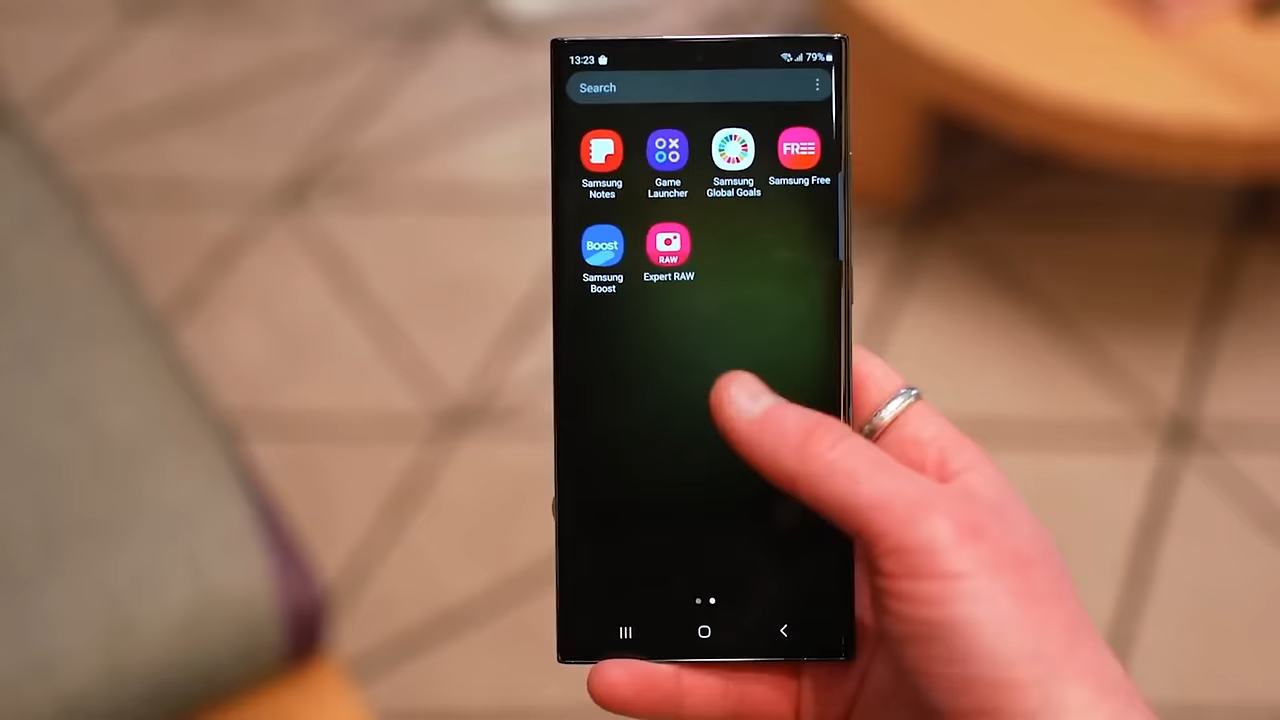 13:23
79%
Search
FREE
Samsung Notes
Game Launcher
Samsung Global Goals
Samsung Free
Boost
RAW
Samsung Boost
Expert RAW